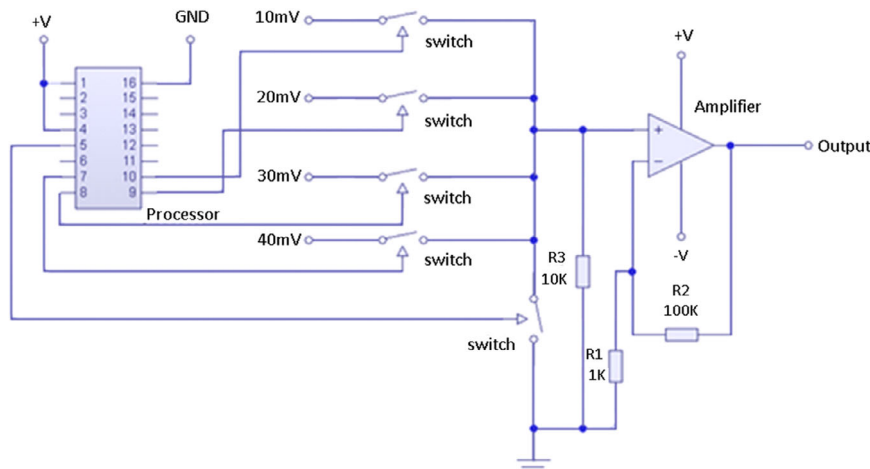 +V
GND
1 16
2 15
3 14
4 13
5 12
6 11
7 10
8 9
Processor
10mV
switch
20mV
switch
30mV
switch
40mV
switch
switch
R3
10K
R1
1K
R2
100K
+V
Amplifier
+
−
-V
Output